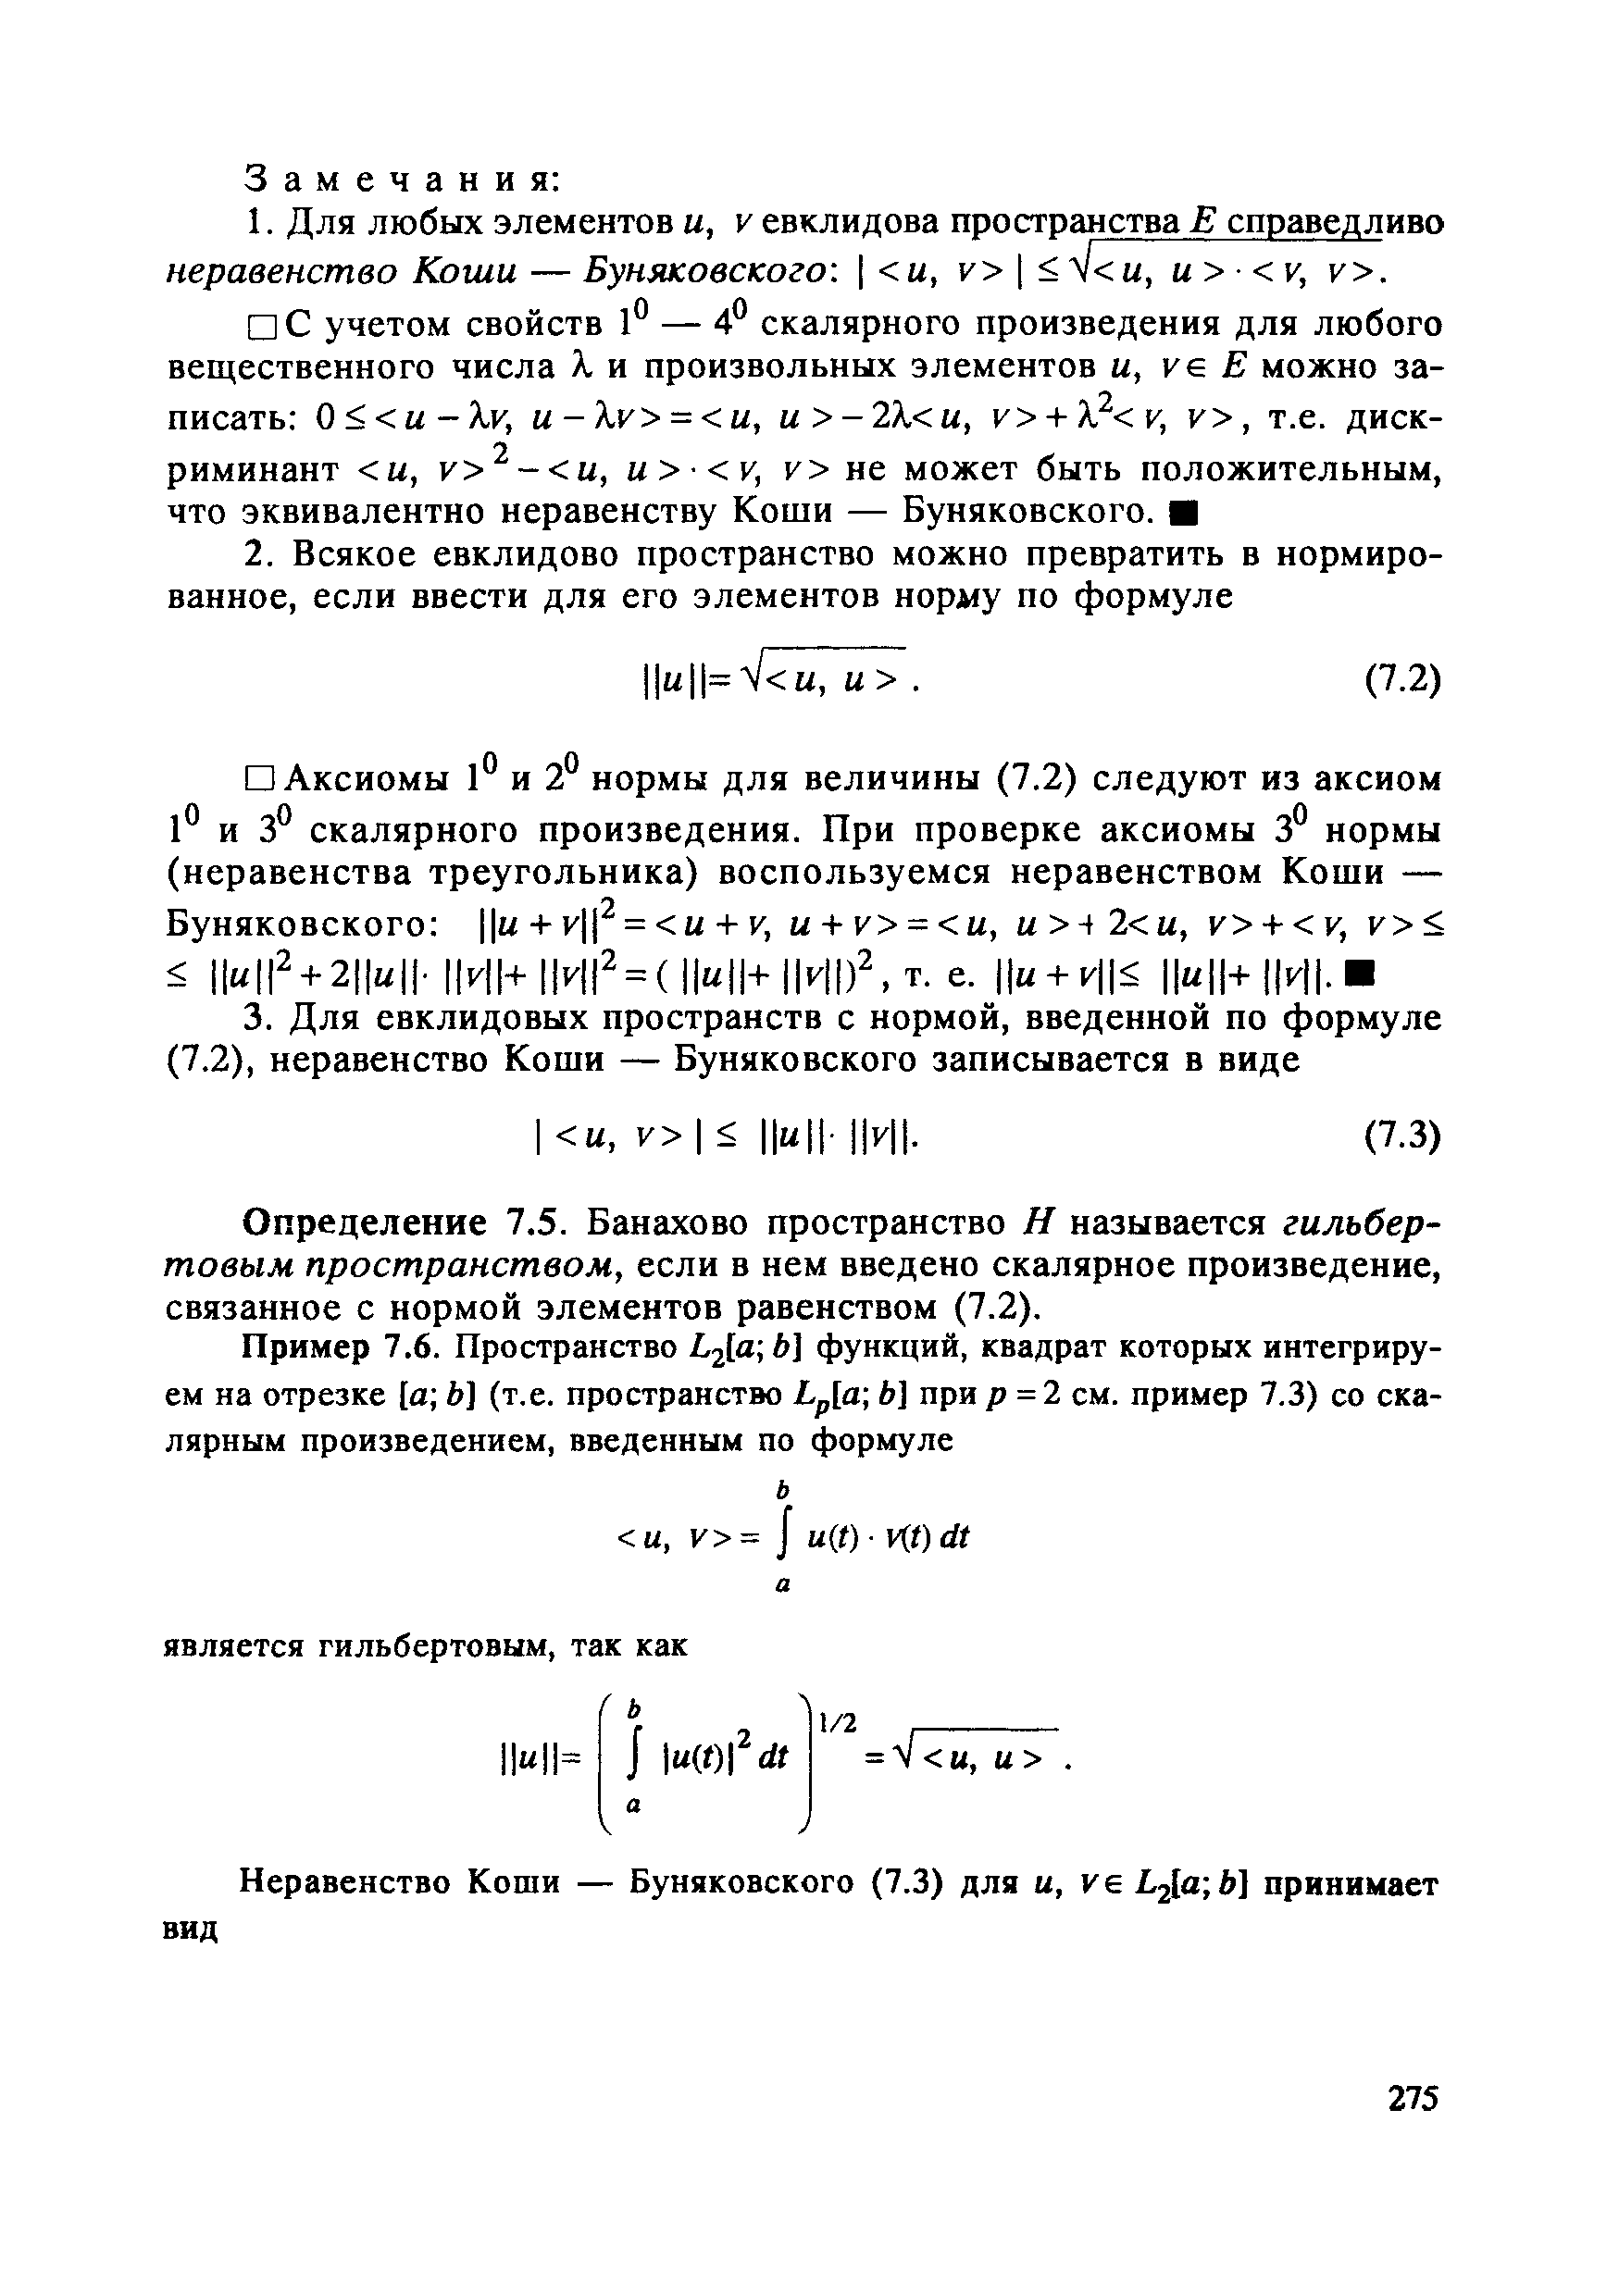 З а м е ч а н и я:
1. Для любых элементов u, v евклидова пространства E справедливо
неравенство Коши — Буняковского: | <u, v> | ≤ √<u, u> · <v, v>.
□ С учетом свойств 1⁰ — 4⁰ скалярного произведения для любого
вещественного числа λ и произвольных элементов u, v ∈ E можно за-
писать: 0 ≤ <u – λv, u – λv> = <u, u> – 2λ<u, v> + λ²<v, v>, т.е. диск-
риминант <u, v>² – <u, u> · <v, v> не может быть положительным,
что эквивалентно неравенству Коши — Буняковского. ■
2. Всякое евклидово пространство можно превратить в нормиро-
ванное, если ввести для его элементов норму по формуле
||u|| = √<u, u> . (7.2)
□ Аксиомы 1⁰ и 2⁰ нормы для величины (7.2) следуют из аксиом
1⁰ и 3⁰ скалярного произведения. При проверке аксиомы 3⁰ нормы
(неравенства треугольника) воспользуемся неравенством Коши —
Буняковского: ||u + v||² = <u + v, u + v> = <u, u> + 2<u, v> + <v, v> ≤
≤ ||u||² + 2||u|| · ||v|| + ||v||² = ( ||u|| + ||v||)², т. е. ||u + v|| ≤ ||u|| + ||v||. ■
3. Для евклидовых пространств с нормой, введенной по формуле
(7.2), неравенство Коши — Буняковского записывается в виде
| <u, v> | ≤ ||u|| · ||v||. (7.3)
Определение 7.5. Банахово пространство H называется гильбер-
товым пространством, если в нем введено скалярное произведение,
связанное с нормой элементов равенством (7.2).
Пример 7.6. Пространство L₂[a; b] функций, квадрат которых интегриру-
ем на отрезке [a; b] (т.е. пространство Lₚ[a; b] при p = 2 см. пример 7.3) со ска-
лярным произведением, введенным по формуле
b
<u, v> = ∫ u(t) · v(t) dt
a
является гильбертовым, так как
b
||u|| = ( ∫ |u(t)|² dt )^1/2 = √<u, u> .
a
Неравенство Коши — Буняковского (7.3) для u, v ∈ L₂[a; b] принимает
вид
275